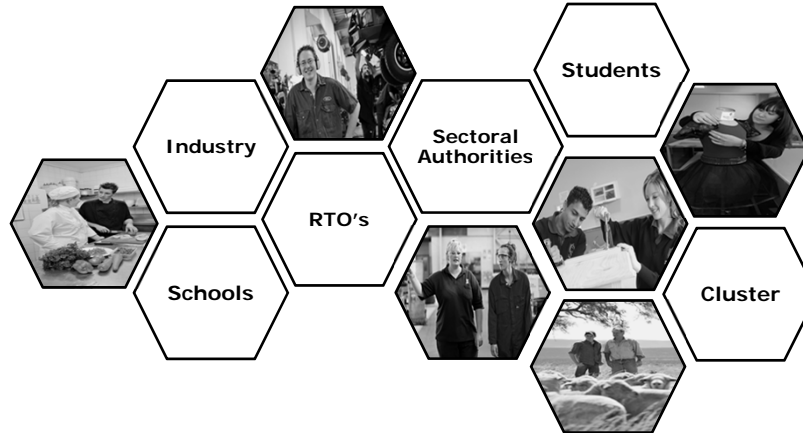 Students
Industry
Sectoral
Authorities
RTO's
Schools
Cluster